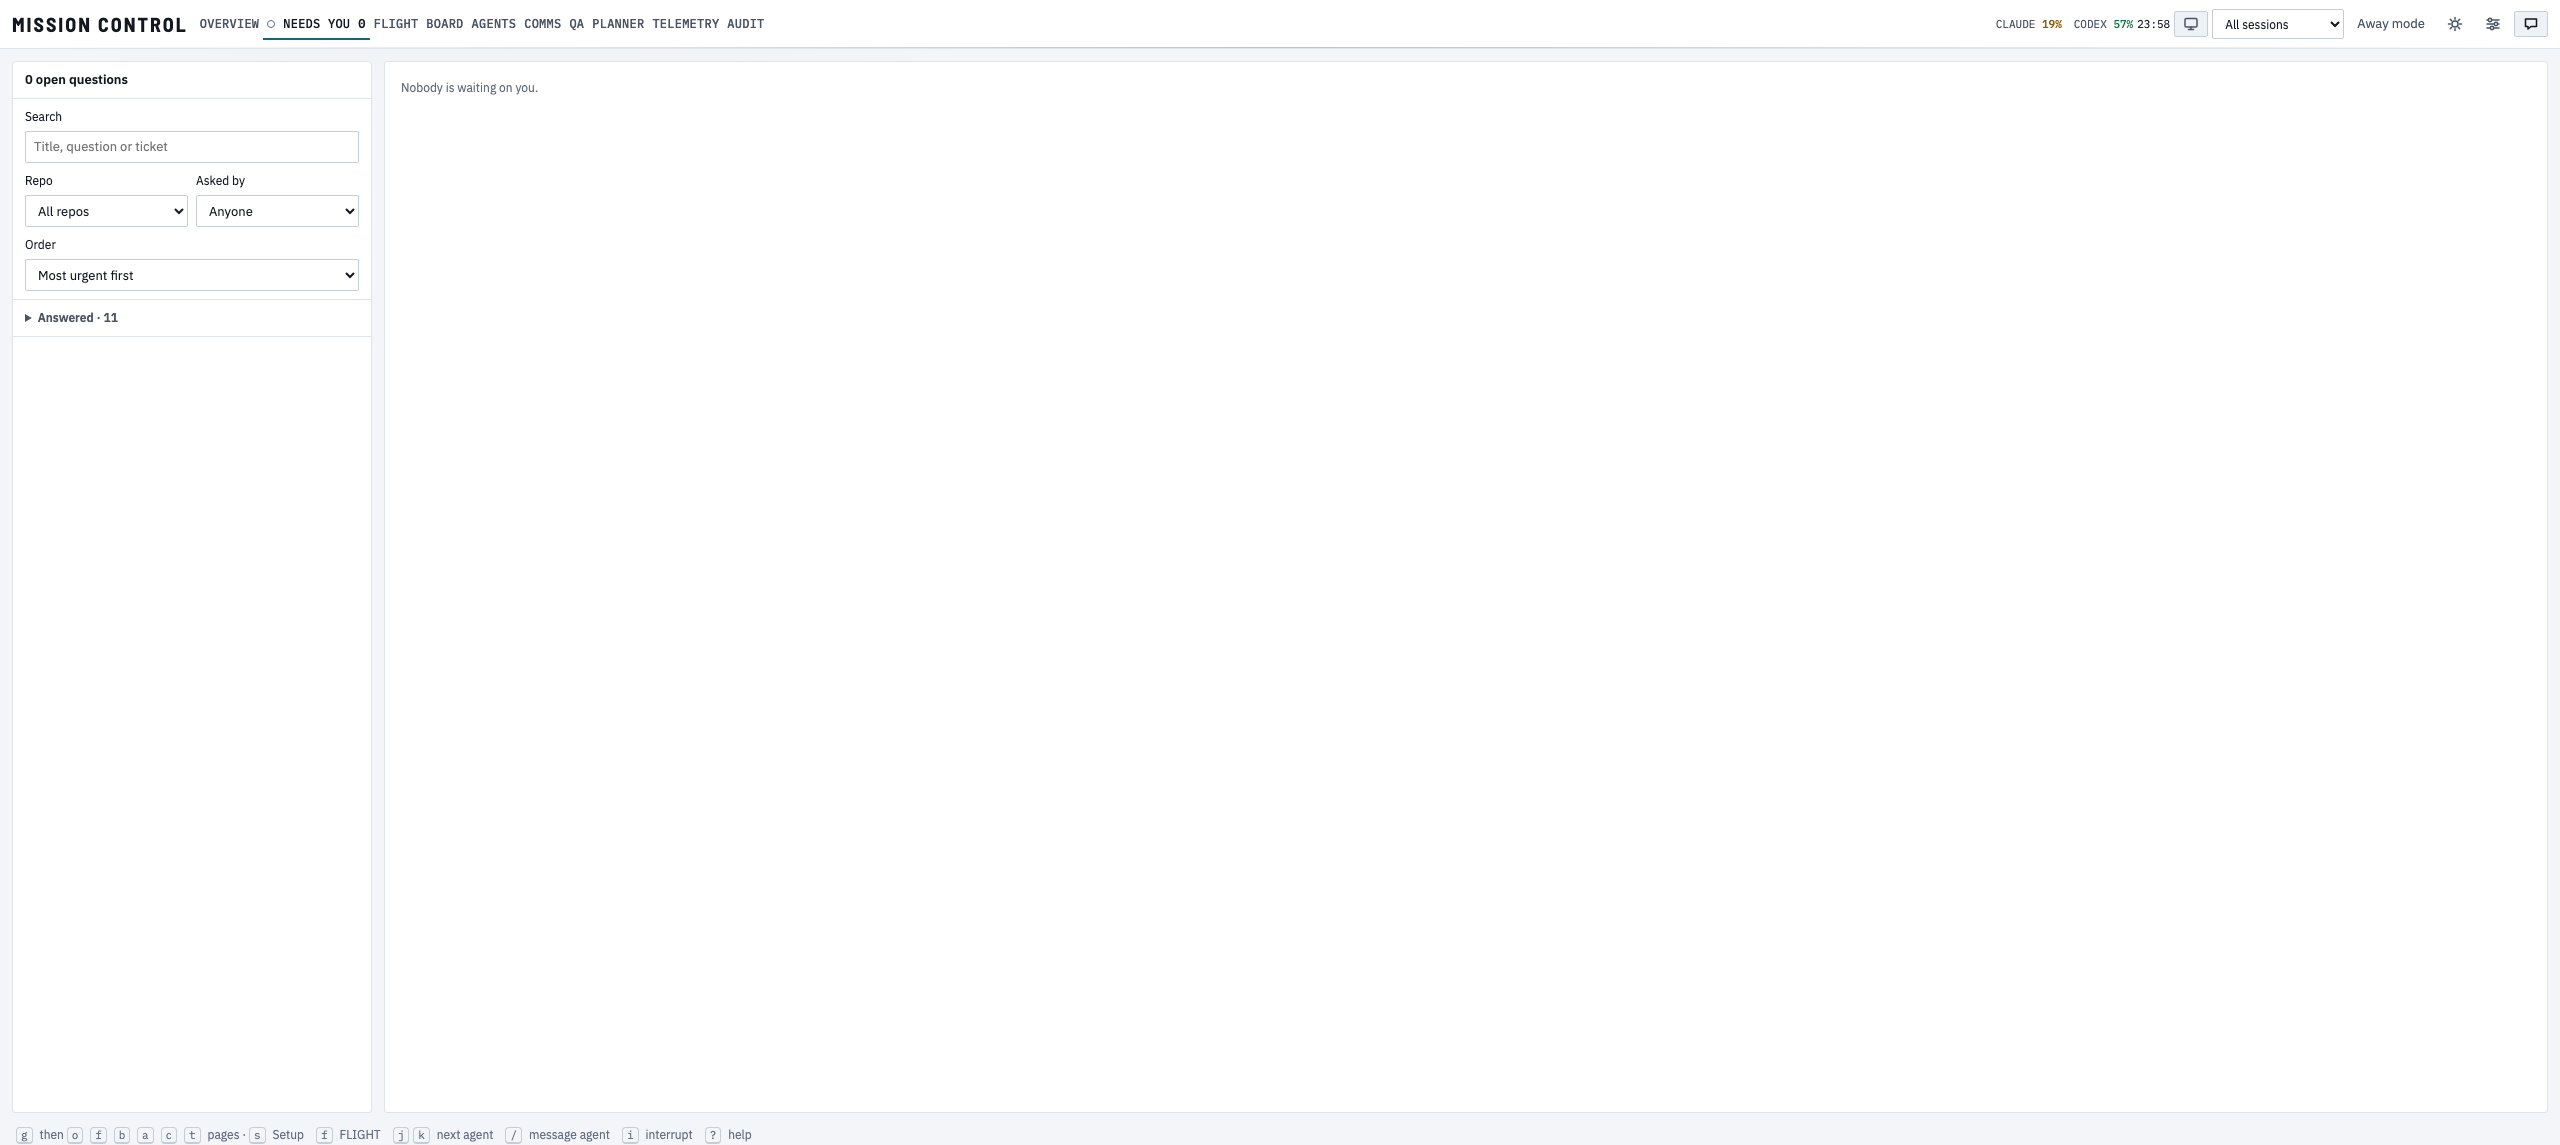 MISSION CONTROL OVERVIEW NEEDS YOU 0 FLIGHT BOARD AGENTS COMMS QA PLANNER TELEMETRY AUDIT CLAUDE 19% CODEX 57% 23:58 All sessions Away mode
0 open questions
Nobody is waiting on you.
Search
Title, question or ticket
Repo Asked by
All repos Anyone
Order
Most urgent first
Answered · 11
g then o f b a c t pages · s Setup f FLIGHT j k next agent / message agent i interrupt ? help